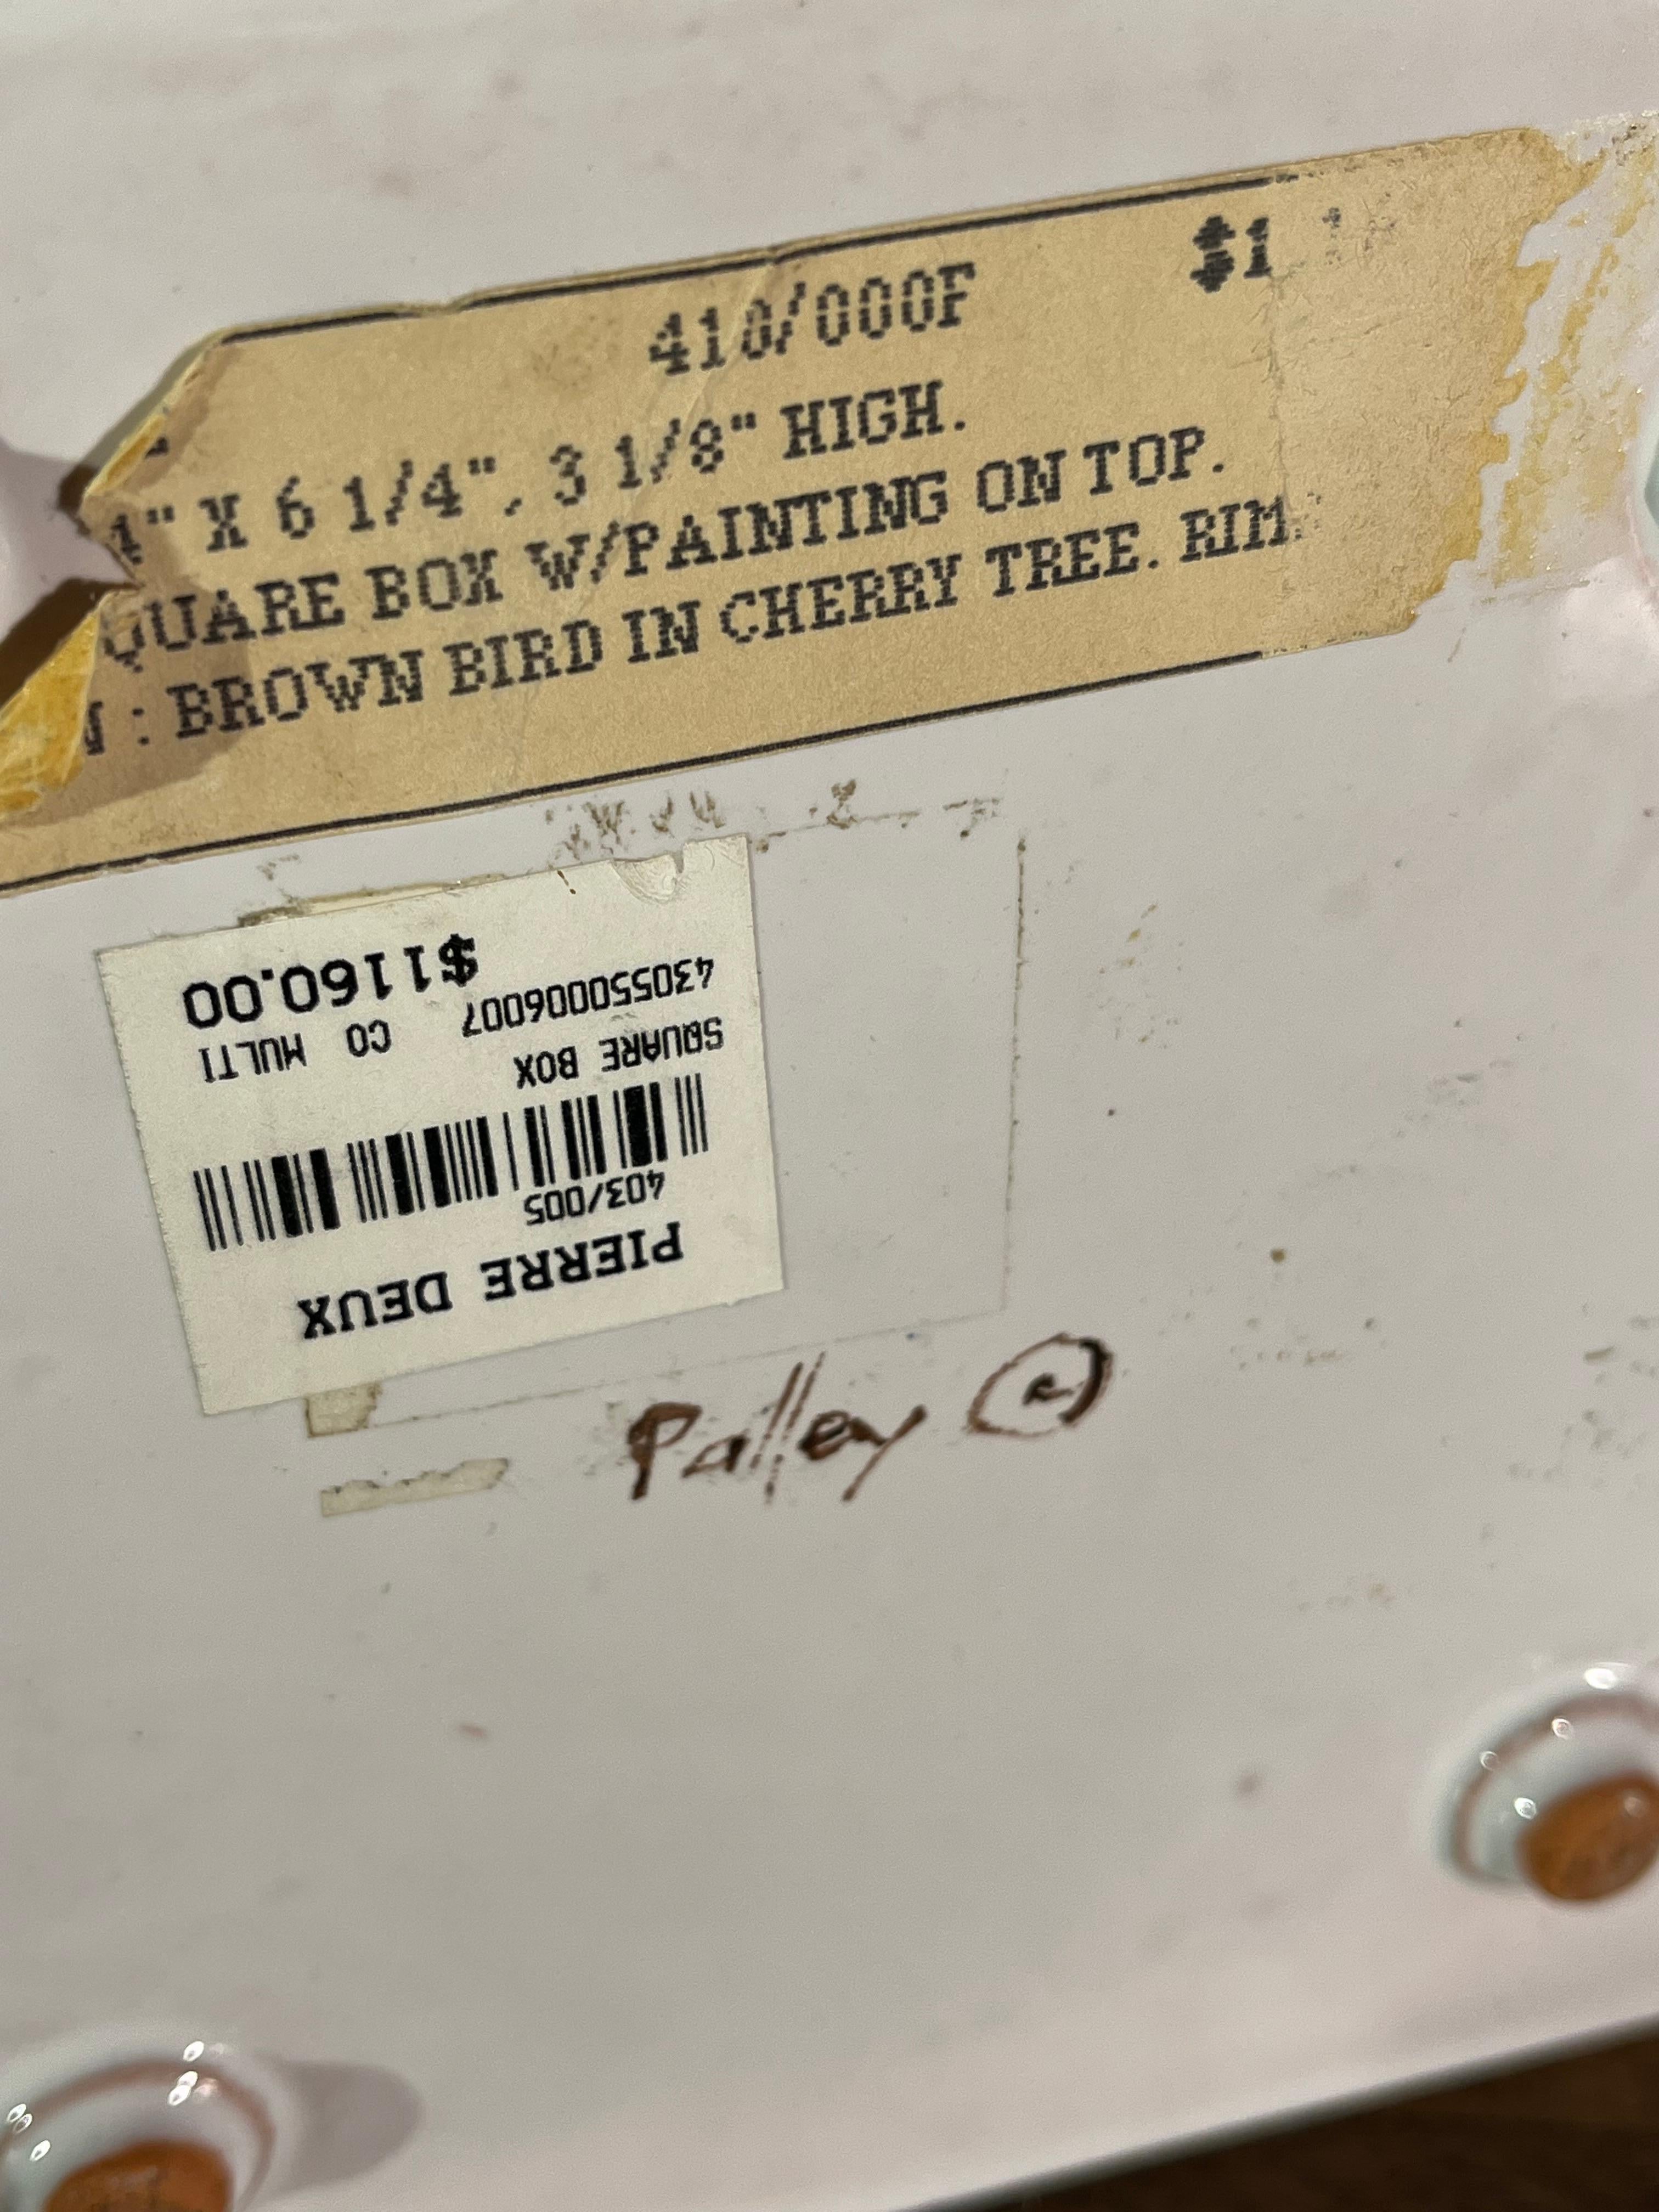 410/000F $1
" X 6 1/4", 3 1/8" HIGH.
QUARE BOX W/PAINTING ON TOP.
: BROWN BIRD IN CHERRY TREE. RIM
PIERRE DEUX
403/005
SQUARE BOX
430550006007 CO MULTI
$1160.00
Palley